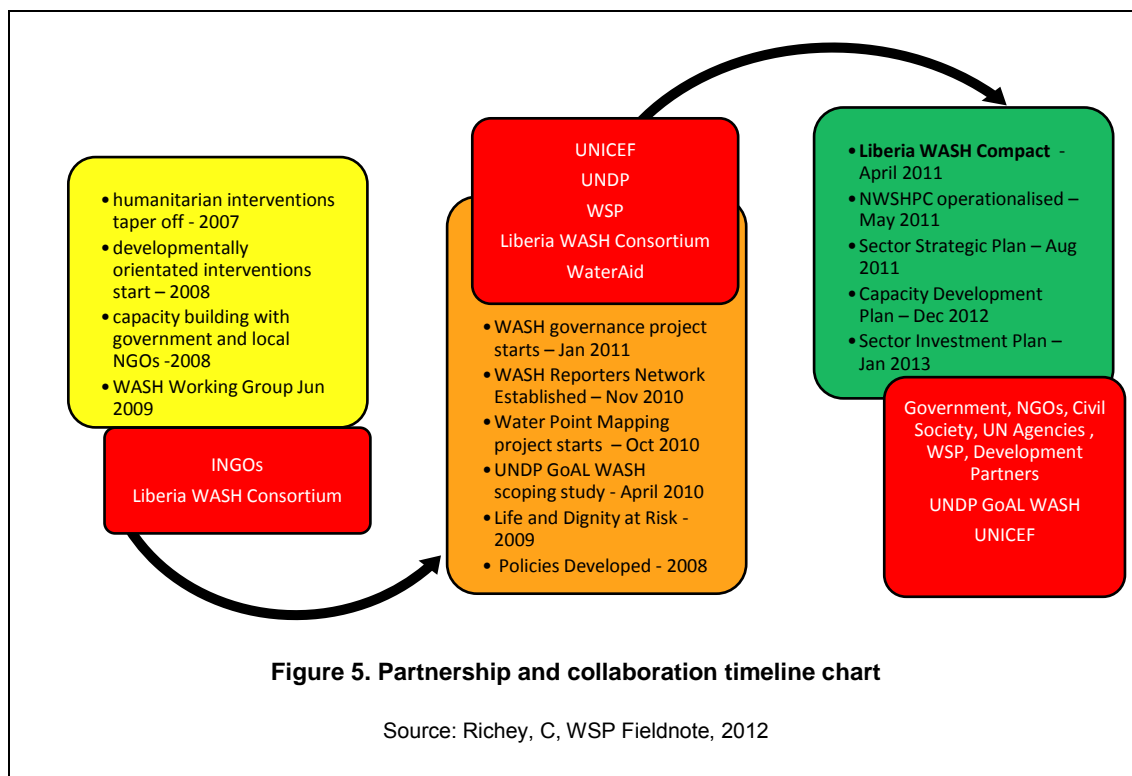 • humanitarian interventions
taper off - 2007
• developmentally
orientated interventions
start – 2008
• capacity building with
government and local
NGOs -2008
• WASH Working Group Jun
2009
INGOs
Liberia WASH Consortium
UNICEF
UNDP
WSP
Liberia WASH Consortium
WaterAid
• WASH governance project
starts – Jan 2011
• WASH Reporters Network
Established – Nov 2010
• Water Point Mapping
project starts – Oct 2010
• UNDP GoAL WASH
scoping study - April 2010
• Life and Dignity at Risk -
2009
• Policies Developed - 2008
• Liberia WASH Compact -
April 2011
• NWSHPC operationalised –
May 2011
• Sector Strategic Plan – Aug
2011
• Capacity Development
Plan – Dec 2012
• Sector Investment Plan –
Jan 2013
Government, NGOs, Civil
Society, UN Agencies ,
WSP, Development
Partners
UNDP GoAL WASH
UNICEF
Figure 5. Partnership and collaboration timeline chart
Source: Richey, C, WSP Fieldnote, 2012